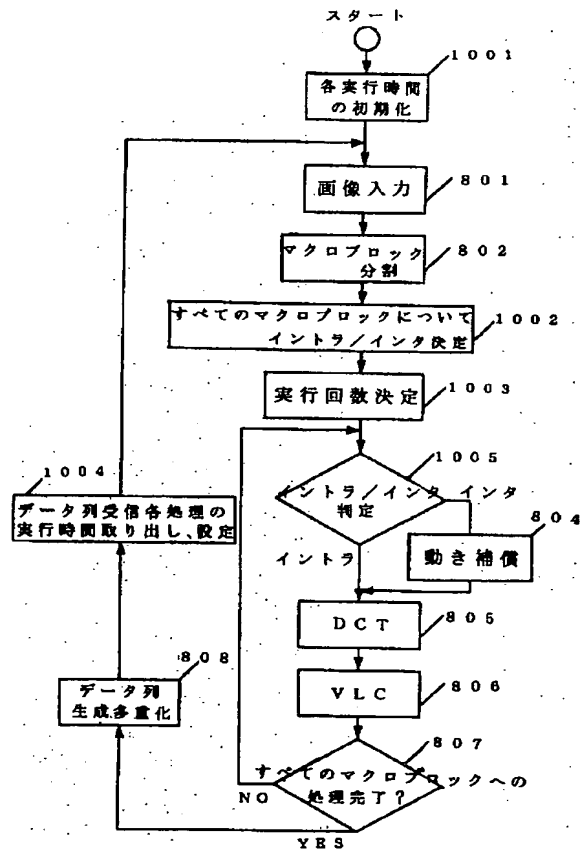 スタート
1001
各実行時間
の初期化
画像入力
801
マクロブロック
分割
802
すべてのマクロブロックについて
イントラ/インタ決定
1002
実行回数決定
1003
1004
データ列受信各処理の
実行時間取り出し、設定
1005
イントラ/インタ
判定
インタ
804
動き補償
イントラ
DCT
805
808
データ列
生成多重化
VLC
806
807
すべてのマクロブロックへの
処理完了?
NO
YES